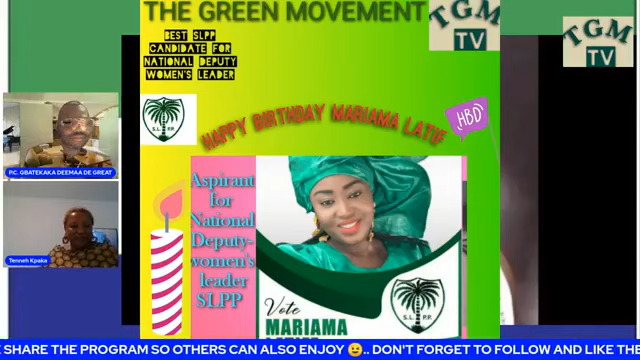 THE GREEN MOVEMENT
TGM
TV
TGM
TV
BEST SLPP
CANDIDATE FOR
NATIONAL DEPUTY
WOMEN'S LEADER
S.L. P.P.
HAPPY BIRTHDAY MARIAMA LATIF
HBD
P.C. GBATEKAKA DEEMAA DE GREAT
Aspirant
for
National
Deputy-
women's
leader
SLPP
Tenneh Kpaka
Vote
MARIAMA
S.L. P.P.
SHARE THE PROGRAM SO OTHERS CAN ALSO ENJOY 😉.. DON'T FORGET TO FOLLOW AND LIKE THE